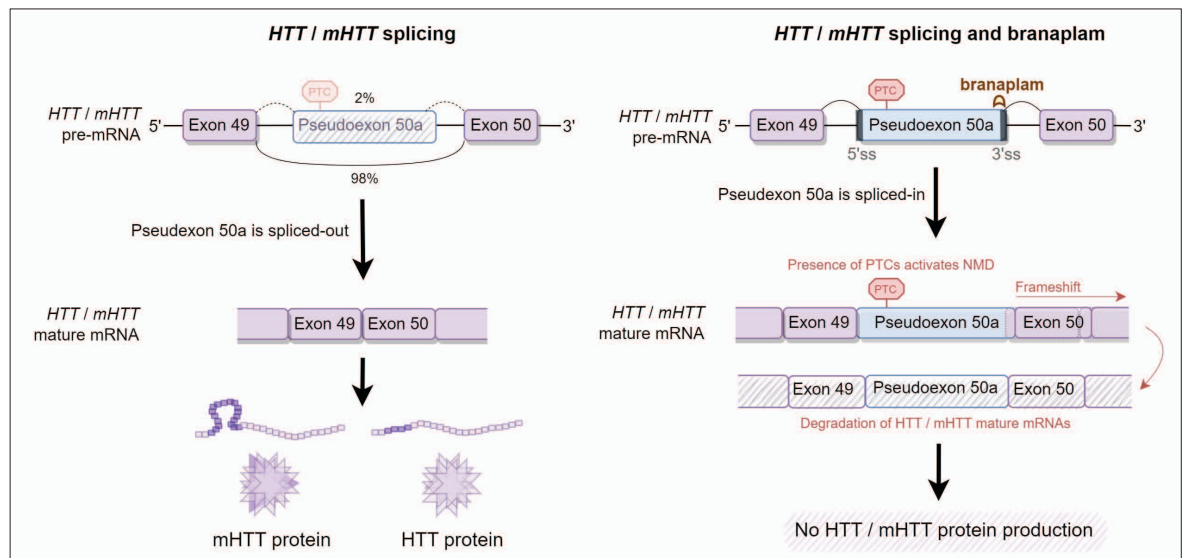 HTT / mHTT splicing
PTC
2%
HTT / mHTT
pre-mRNA
5'
Exon 49
Pseudoexon 50a
Exon 50
3'
98%
Pseudexon 50a is spliced-out
HTT / mHTT
mature mRNA
Exon 49
Exon 50
mHTT protein
HTT protein
HTT / mHTT splicing and branaplam
PTC
branaplam
HTT / mHTT
pre-mRNA
5'
Exon 49
Pseudoexon 50a
Exon 50
3'
5'ss
3'ss
Pseudexon 50a is spliced-in
Presence of PTCs activates NMD
PTC
Frameshift
HTT / mHTT
mature mRNA
Exon 49
Pseudoexon 50a
Exon 50
Exon 49
Pseudoexon 50a
Exon 50
Degradation of HTT / mHTT mature mRNAs
No HTT / mHTT protein production